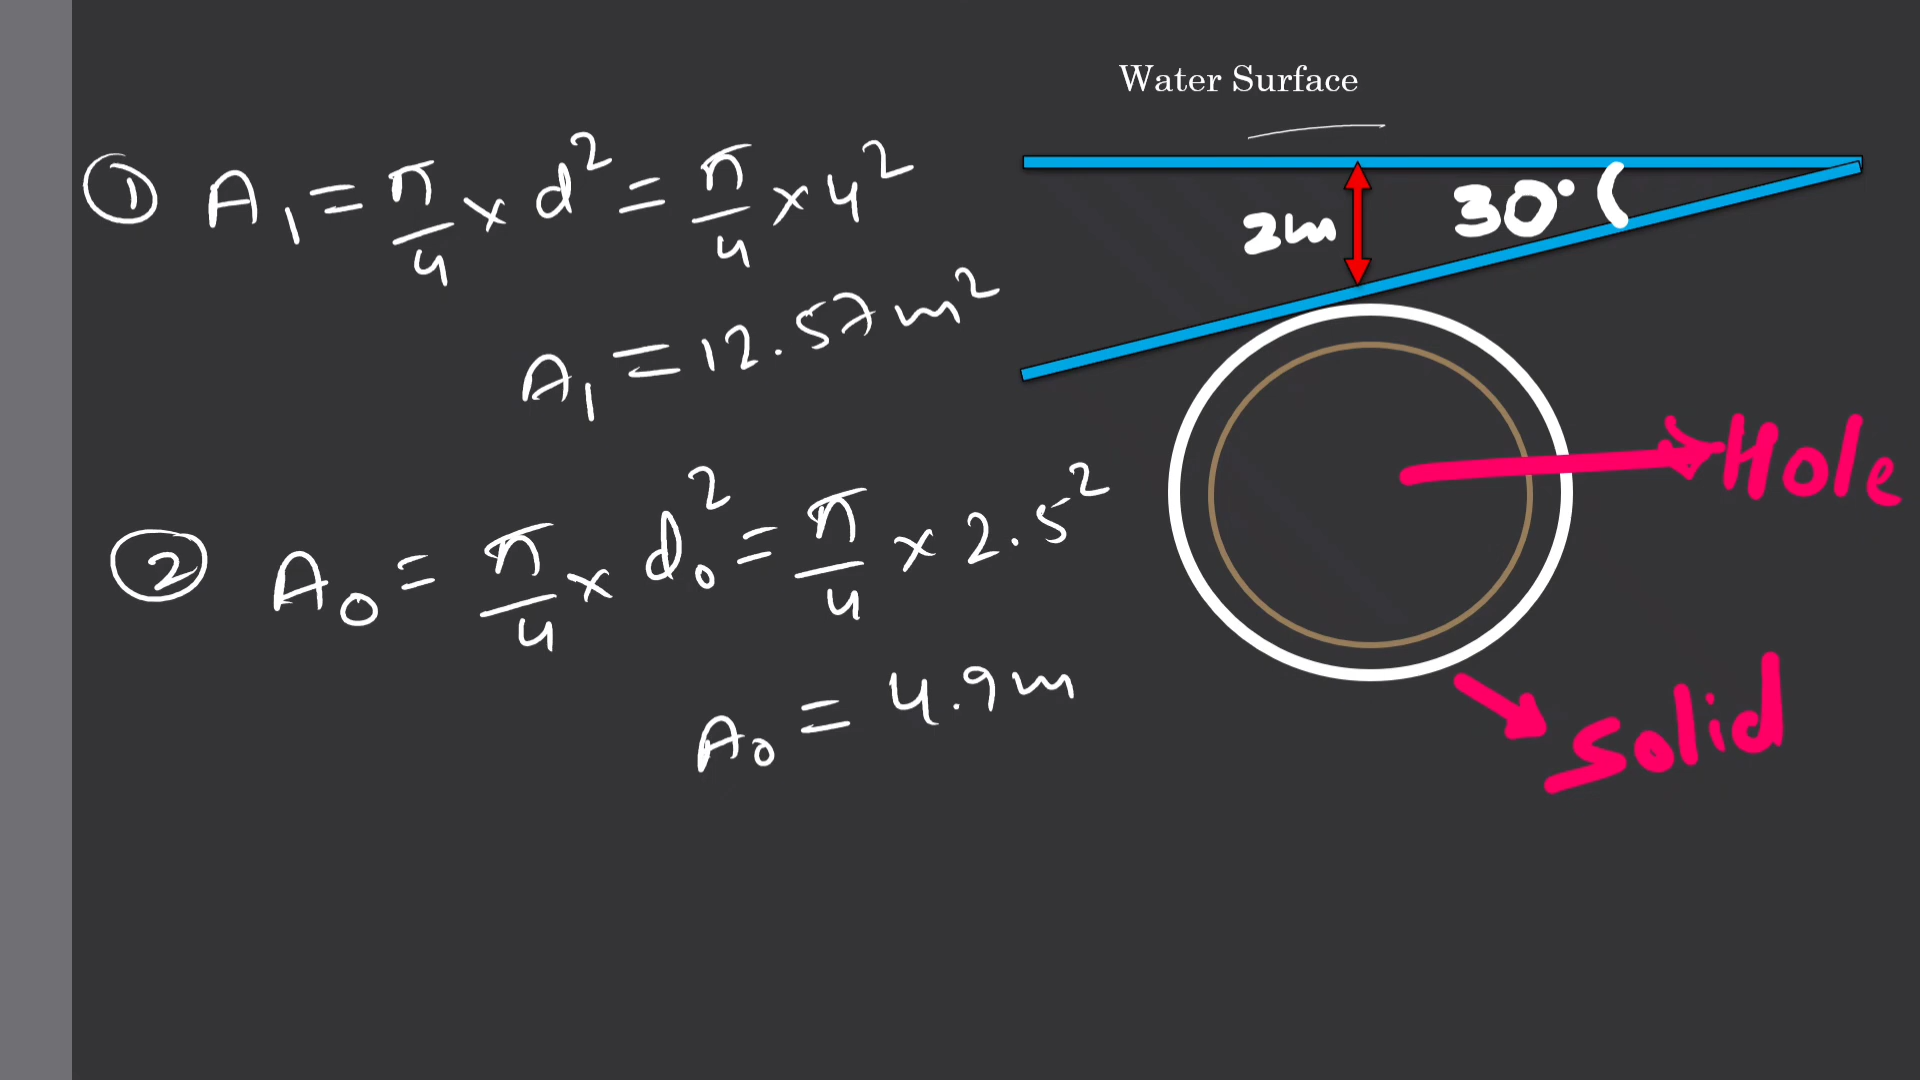 Water Surface
① A₁ = π/4 × d² = π/4 × 4²
A₁ = 12.57 m²
2m
30°
Hole
② A₀ = π/4 × d₀² = π/4 × 2.5²
A₀ = 4.9 m
Solid